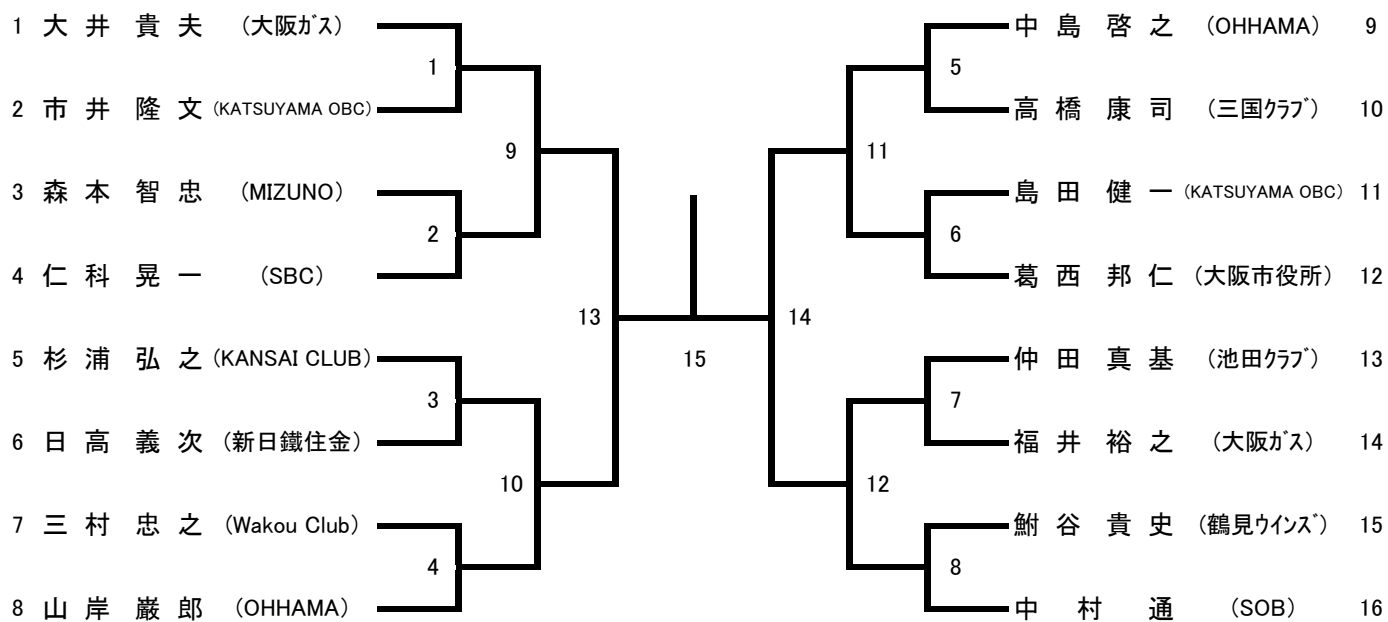 1 大井 貴夫 (大阪ｶﾞｽ)
1
2 市井 隆文 (KATSUYAMA OBC)
9
3 森本 智忠 (MIZUNO)
2
4 仁科 晃一 (SBC)
13
5 杉浦 弘之 (KANSAI CLUB)
3
6 日高 義次 (新日鐵住金)
10
7 三村 忠之 (Wakou Club)
4
8 山岸 巌郎 (OHHAMA)
15
中島 啓之 (OHHAMA) 9
5
高橋 康司 (三国ｸﾗﾌﾞ) 10
11
島田 健一 (KATSUYAMA OBC) 11
6
葛西 邦仁 (大阪市役所) 12
14
仲田 真基 (池田ｸﾗﾌﾞ) 13
7
福井 裕之 (大阪ｶﾞｽ) 14
12
鮒谷 貴史 (鶴見ｳｲﾝｽﾞ) 15
8
中村 通 (SOB) 16